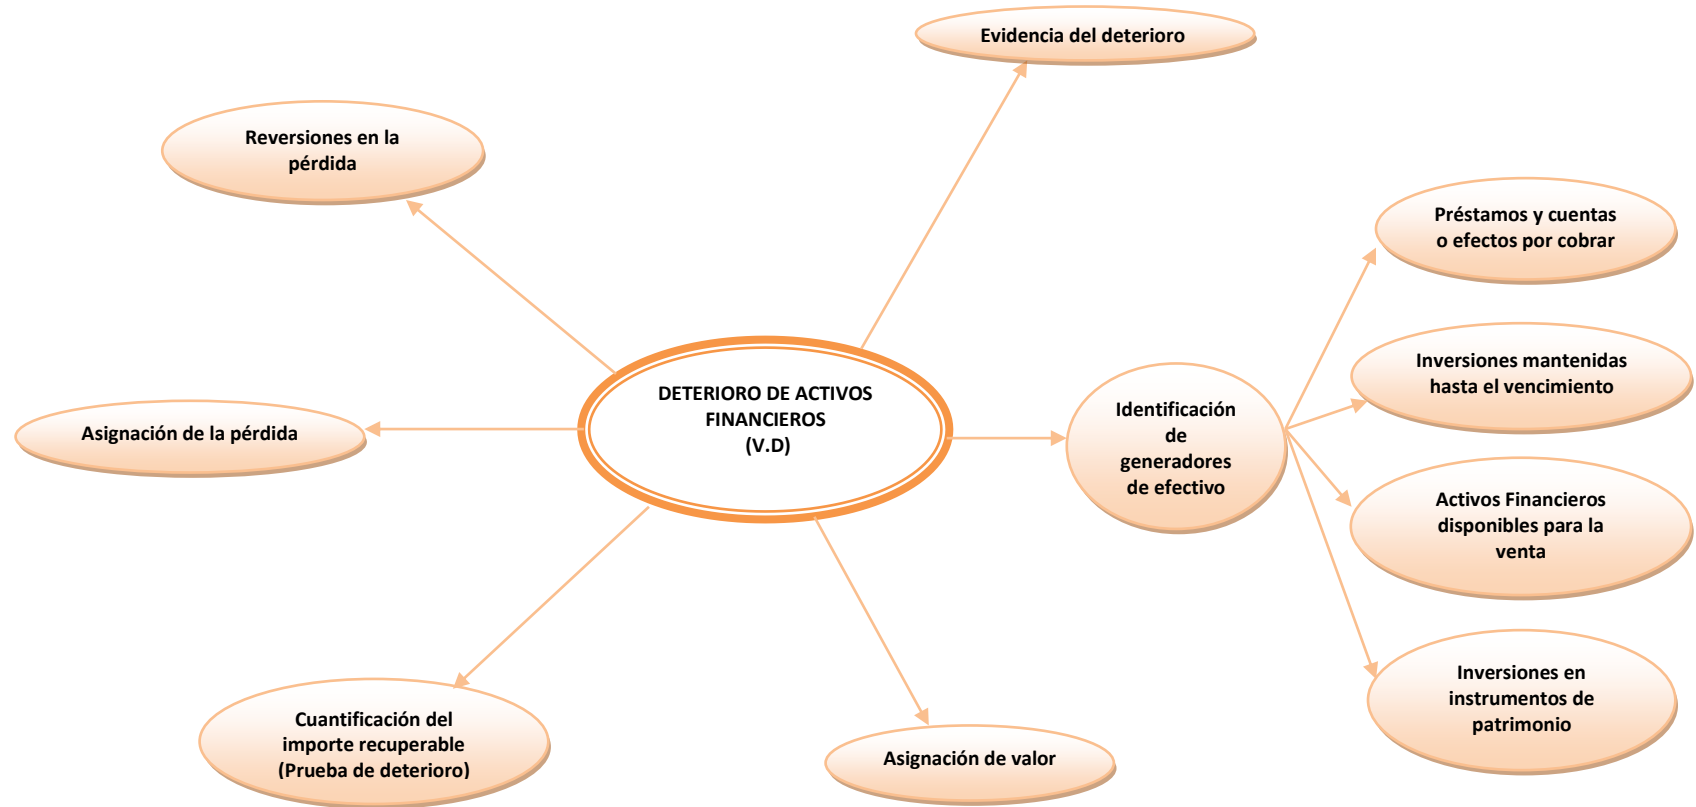 Evidencia del deterioro
Reversiones en la
pérdida
Préstamos y cuentas
o efectos por cobrar
Inversiones mantenidas
hasta el vencimiento
DETERIORO DE ACTIVOS
FINANCIEROS
(V.D)
Identificación
de
generadores
de efectivo
Asignación de la pérdida
Activos Financieros
disponibles para la
venta
Inversiones en
instrumentos de
patrimonio
Cuantificación del
importe recuperable
(Prueba de deterioro)
Asignación de valor